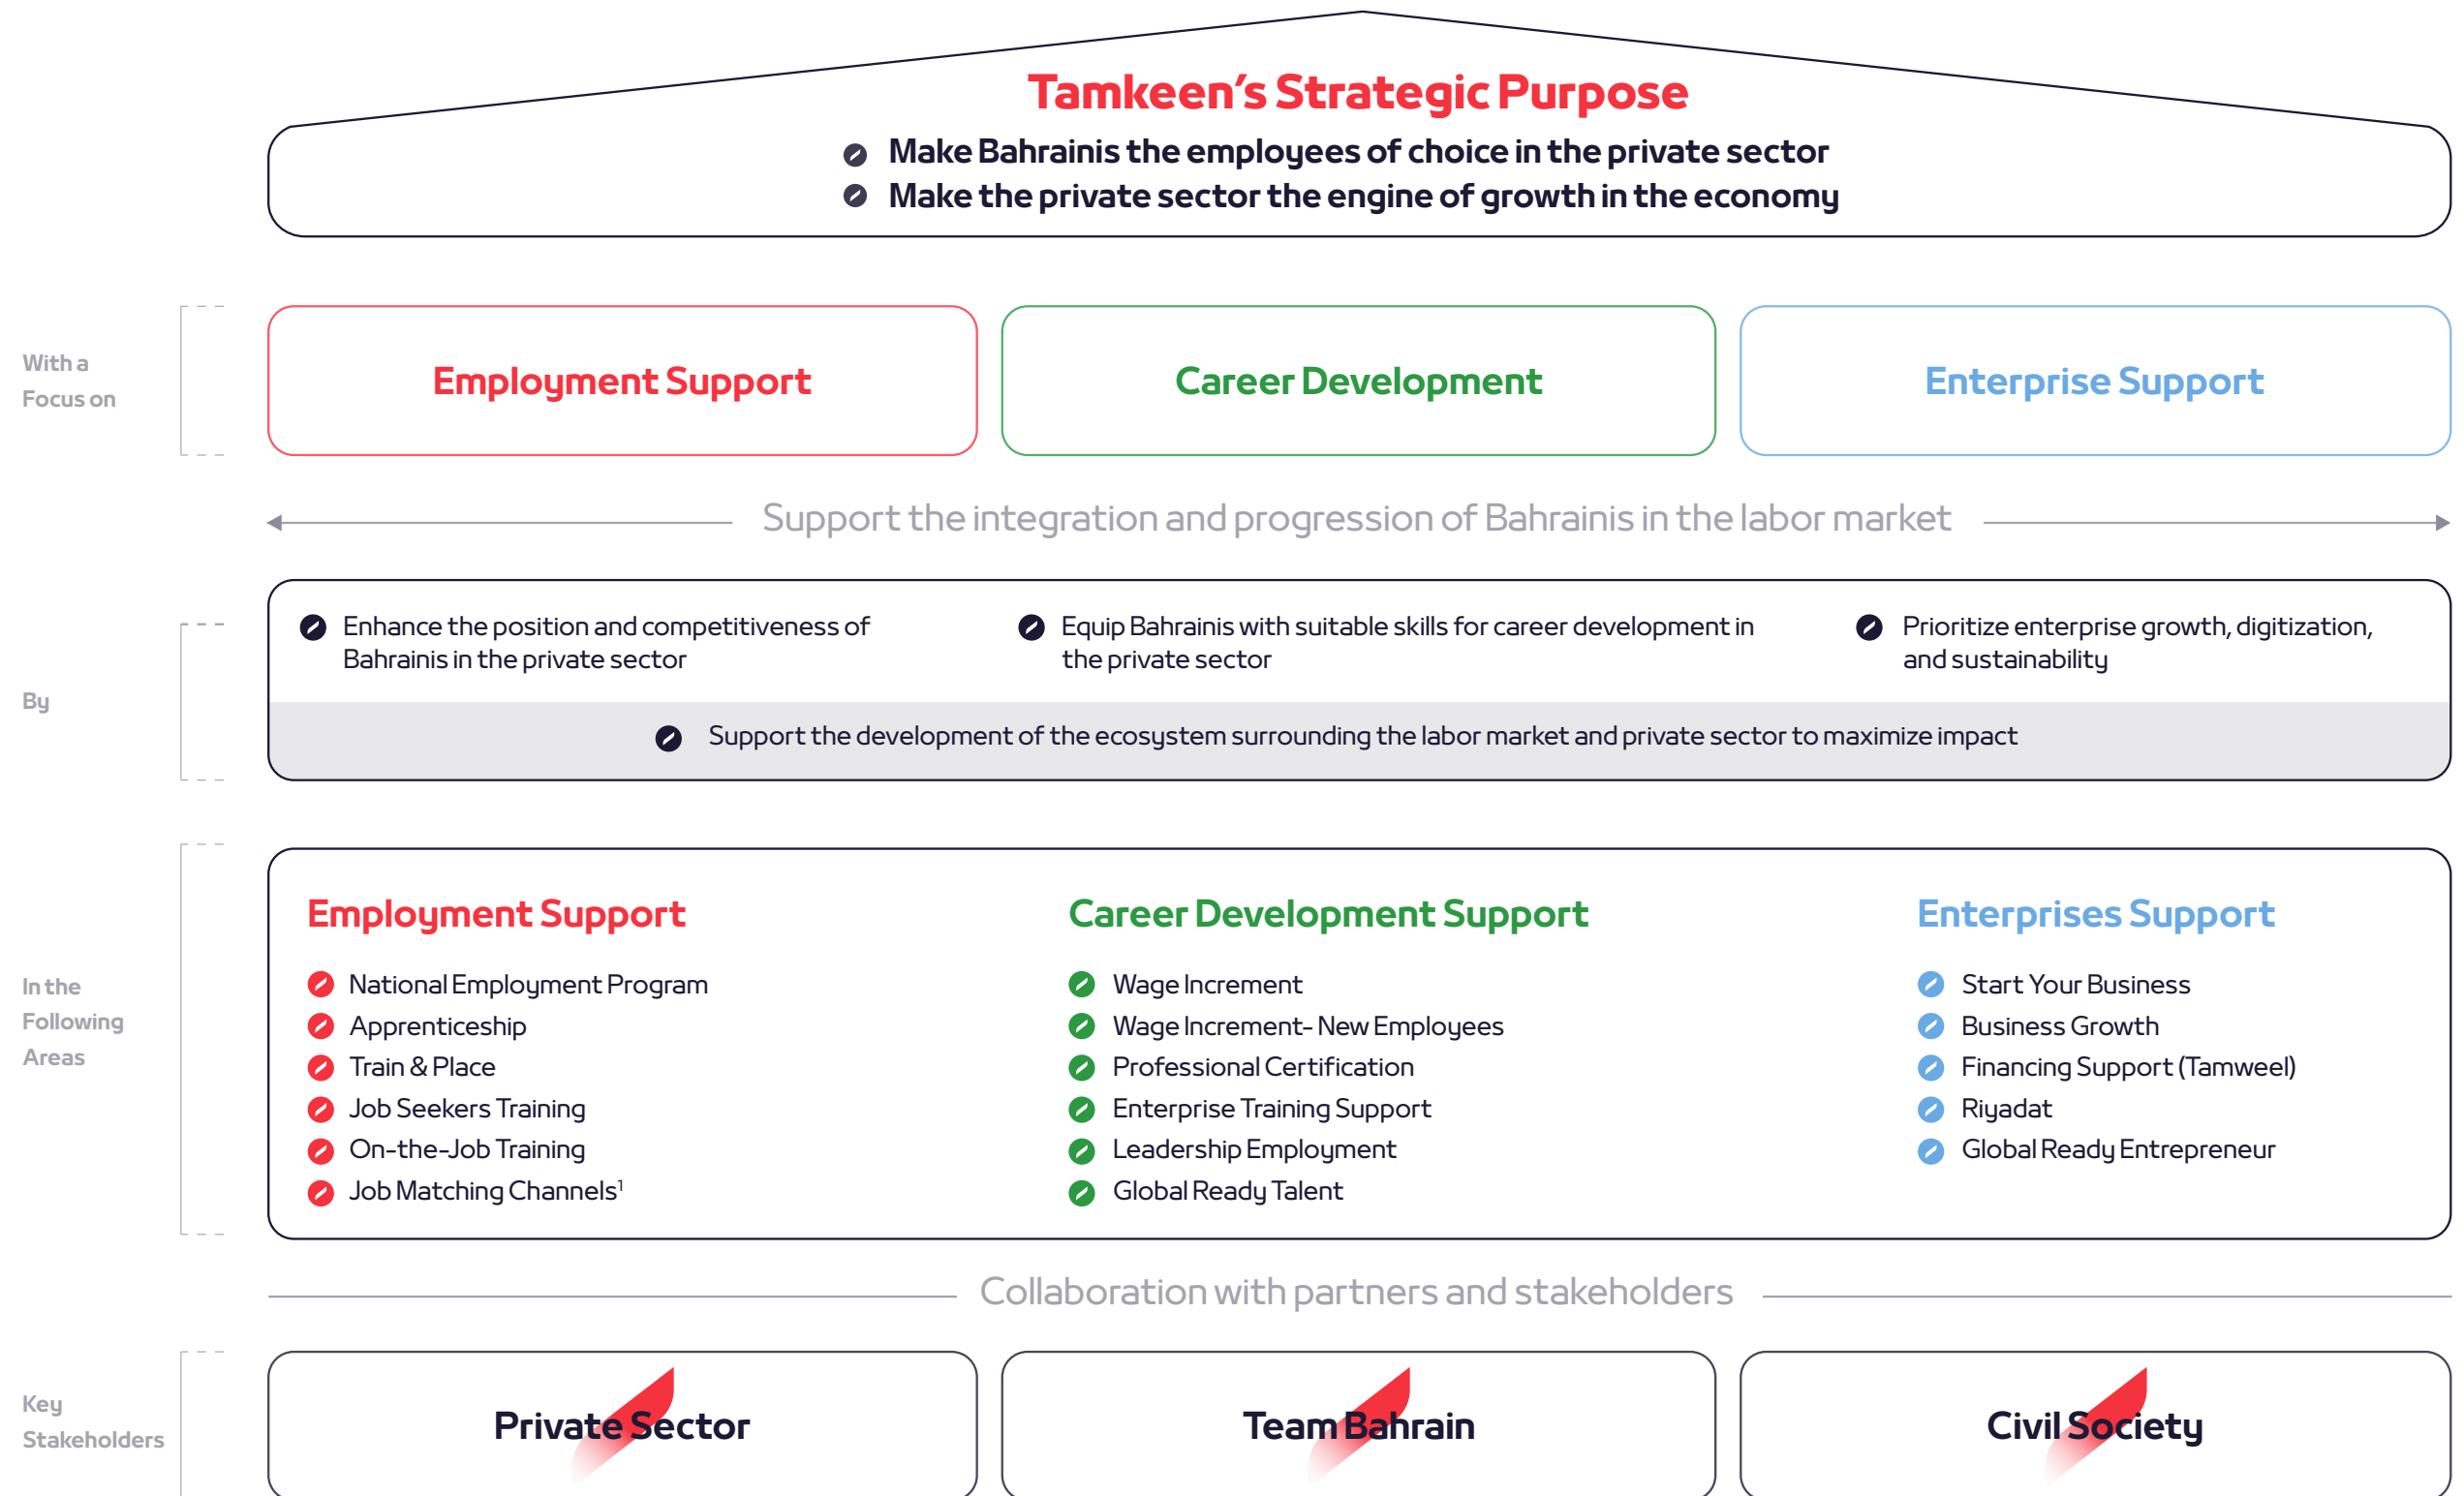 Tamkeen's Strategic Purpose
Make Bahrainis the employees of choice in the private sector
Make the private sector the engine of growth in the economy
With a
Focus on
Employment Support
Career Development
Enterprise Support
Support the integration and progression of Bahrainis in the labor market
By
Enhance the position and competitiveness of
Bahrainis in the private sector
Equip Bahrainis with suitable skills for career development in
the private sector
Prioritize enterprise growth, digitization,
and sustainability
Support the development of the ecosystem surrounding the labor market and private sector to maximize impact
In the
Following
Areas
Employment Support
National Employment Program
Apprenticeship
Train & Place
Job Seekers Training
On-the-Job Training
Job Matching Channels¹
Career Development Support
Wage Increment
Wage Increment- New Employees
Professional Certification
Enterprise Training Support
Leadership Employment
Global Ready Talent
Enterprises Support
Start Your Business
Business Growth
Financing Support (Tamweel)
Riyadat
Global Ready Entrepreneur
Collaboration with partners and stakeholders
Key
Stakeholders
Private Sector
Team Bahrain
Civil Society